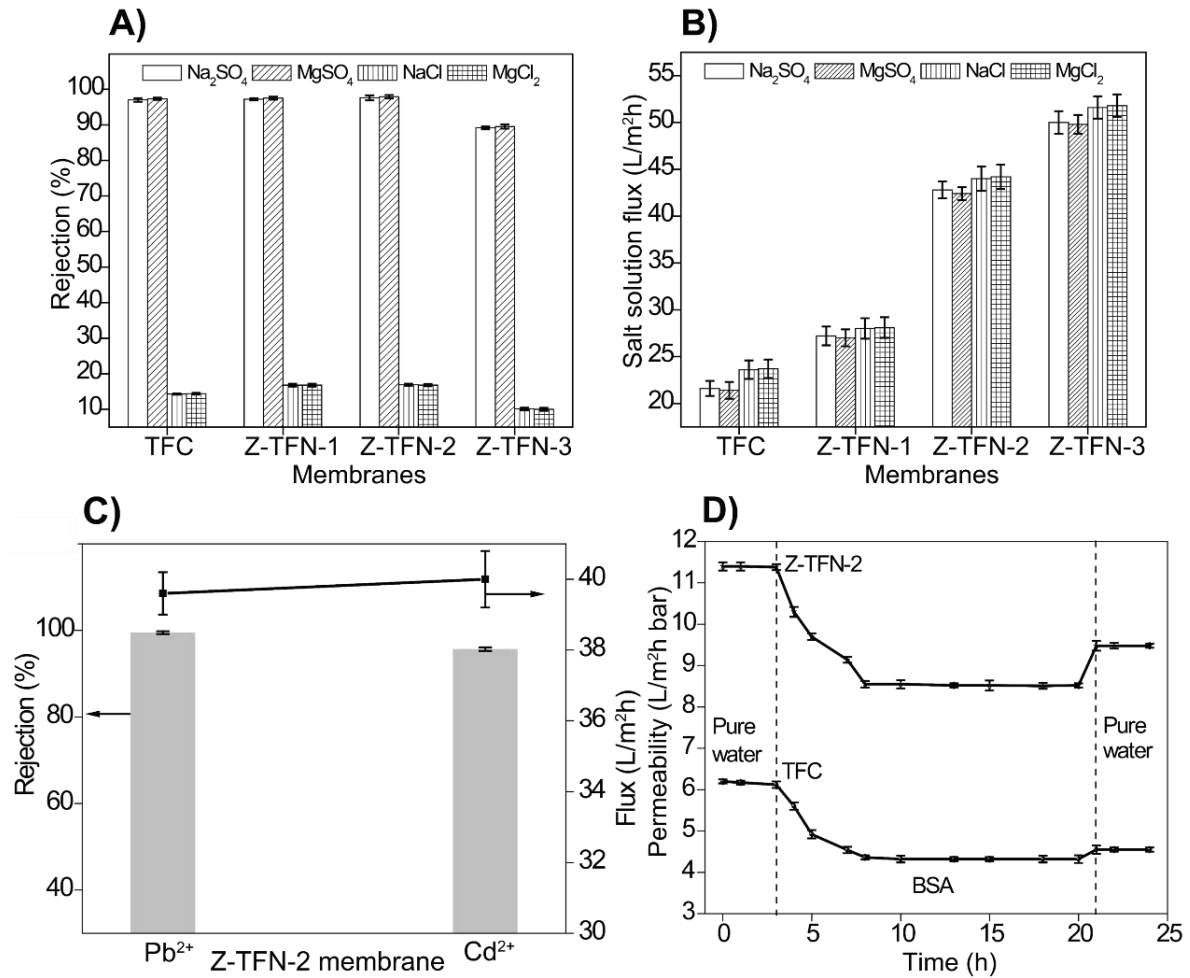 A)
Na₂SO₄ MgSO₄ NaCl MgCl₂
Rejection (%)
100
90
80
70
60
50
40
30
20
10
TFC Z-TFN-1 Z-TFN-2 Z-TFN-3
Membranes
B)
Na₂SO₄ MgSO₄ NaCl MgCl₂
Salt solution flux (L/m²h)
55
50
45
40
35
30
25
20
TFC Z-TFN-1 Z-TFN-2 Z-TFN-3
Membranes
C)
Rejection (%)
100
80
60
40
Flux (L/m²h)
40
38
36
34
32
30
Pb²⁺ Cd²⁺
Z-TFN-2 membrane
D)
Permeability (L/m²h bar)
12
11
9
8
7
6
4
3
Z-TFN-2
Pure
water
Pure
water
TFC
BSA
0 5 10 15 20 25
Time (h)